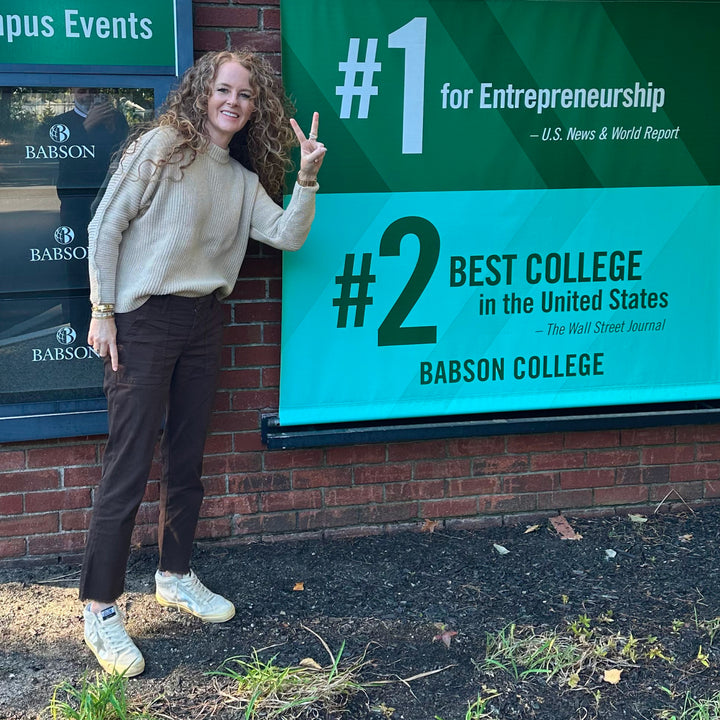 mpus Events
BABSON
BABSON
BABSON
#1 for Entrepreneurship
– U.S. News & World Report
#2 BEST COLLEGE
in the United States
– The Wall Street Journal
BABSON COLLEGE